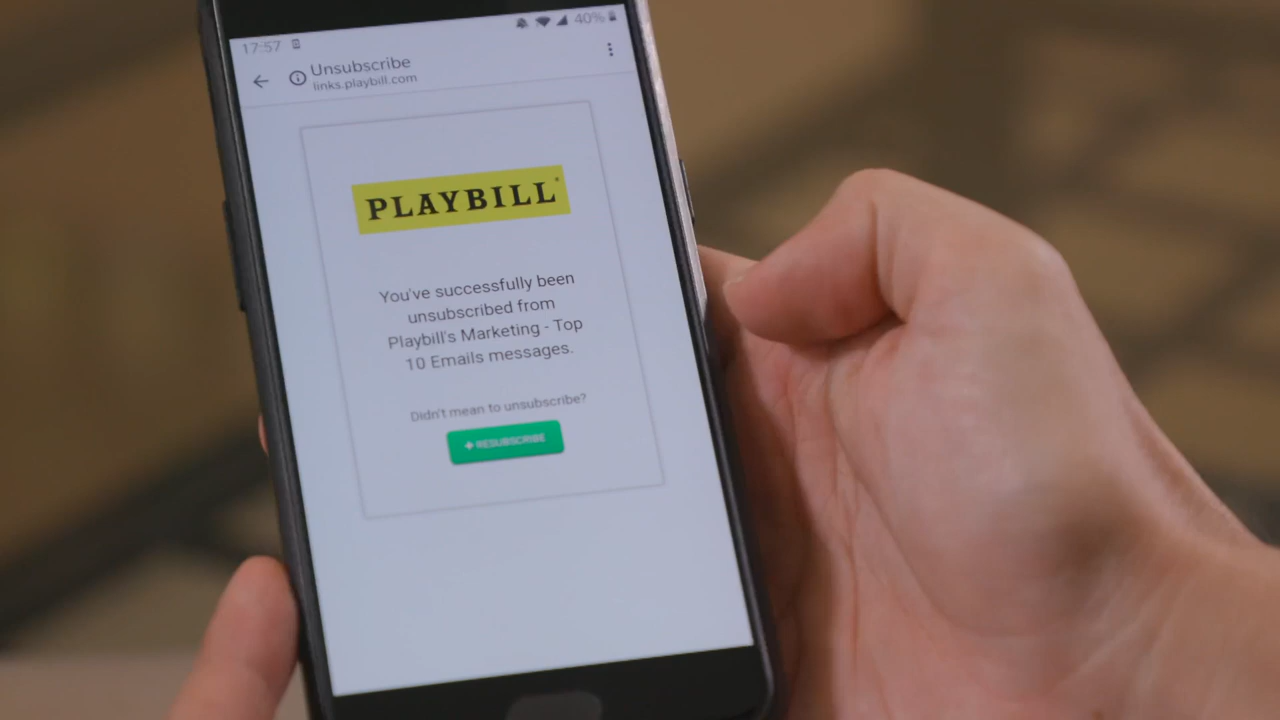 17:57 40%
Unsubscribe
links.playbill.com
PLAYBILL
You've successfully been
unsubscribed from
Playbill's Marketing - Top
10 Emails messages.
Didn't mean to unsubscribe?
+ RESUBSCRIBE